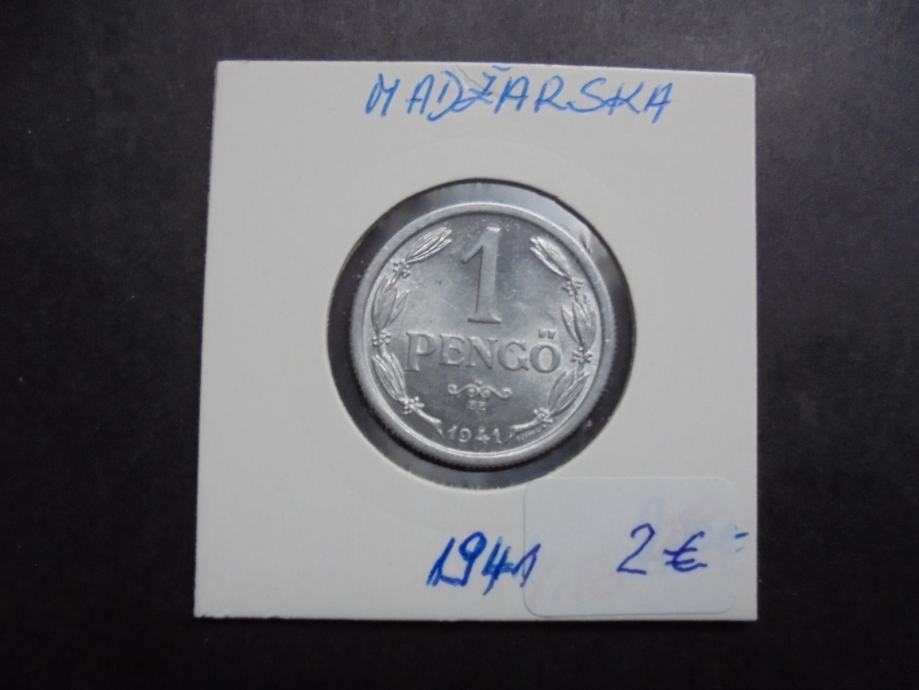 MADŽARSKA
1
PENGŐ
BP.
1941
1941 2€